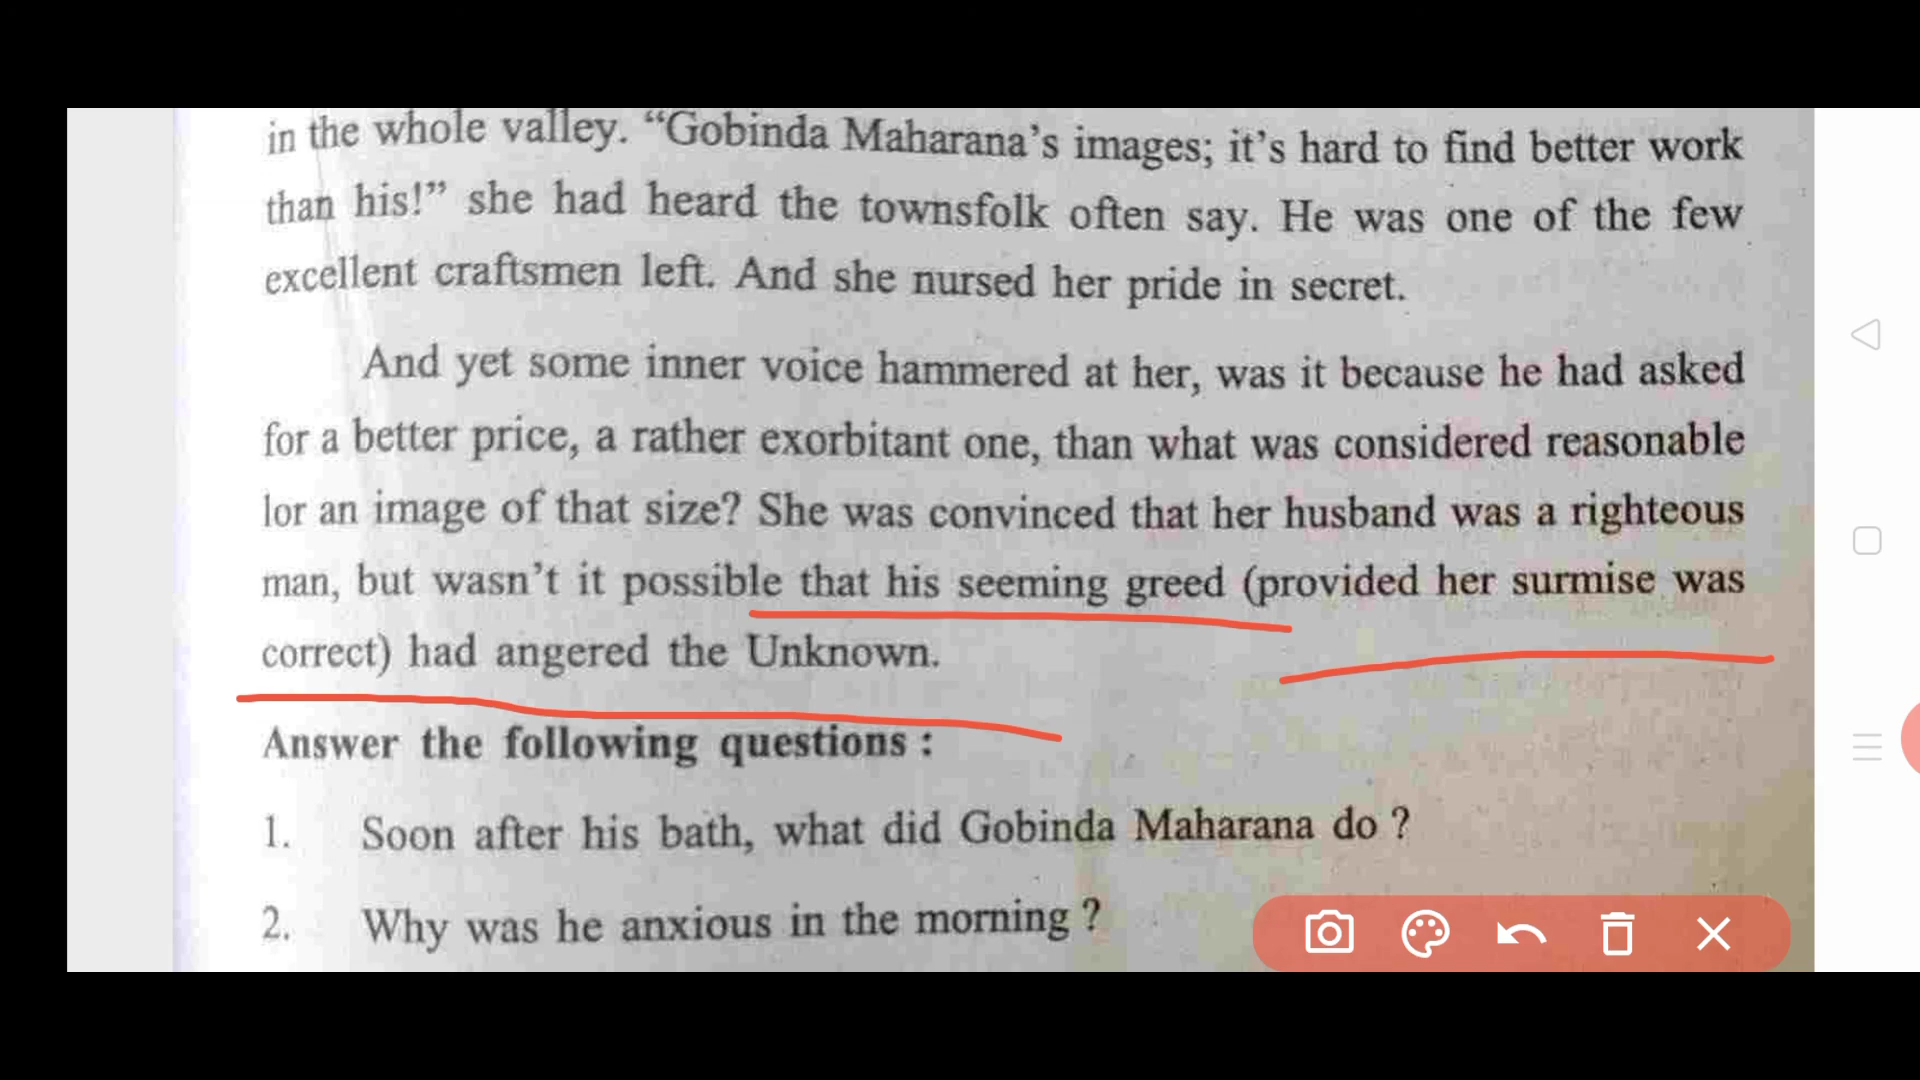 in the whole valley. “Gobinda Maharana’s images; it’s hard to find better work
than his!” she had heard the townsfolk often say. He was one of the few
excellent craftsmen left. And she nursed her pride in secret.
And yet some inner voice hammered at her, was it because he had asked
for a better price, a rather exorbitant one, than what was considered reasonable
lor an image of that size? She was convinced that her husband was a righteous
man, but wasn’t it possible that his seeming greed (provided her surmise was
correct) had angered the Unknown.
Answer the following questions :
1. Soon after his bath, what did Gobinda Maharana do ?
2. Why was he anxious in the morning ?